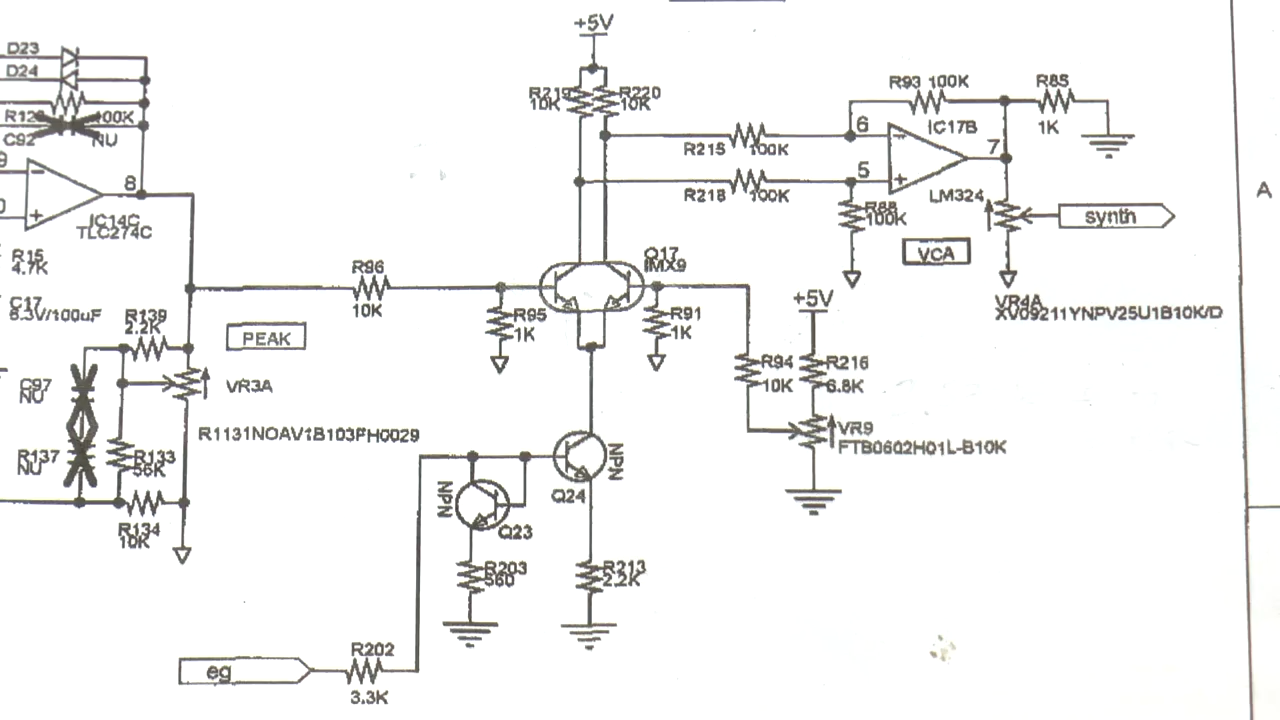 D23
D24
100K
C92
NU
8
IC14C
TLC274C
R15
4.7K
C17
6.3V/100uF
R139
2.2K
PEAK
VR3A
C97
NU
R1131NOAV1B103FH0029
R137
NU
R133
56K
R134
10K
R96
10K
R95
1K
+5V
R219
10K
R220
10K
Q17
IMX9
R91
1K
R215
100K
R218
100K
R93 100K
R85
1K
6
IC17B
7
5
LM324
R88
100K
synth
VCA
VR4A
XV09211YNPV25U1B10K/D
+5V
R94
10K
R216
6.8K
VR9
FTB0602H01L-B10K
NPN
Q24
NPN
Q23
R203
560
R213
2.2K
R202
eg
3.3K
A